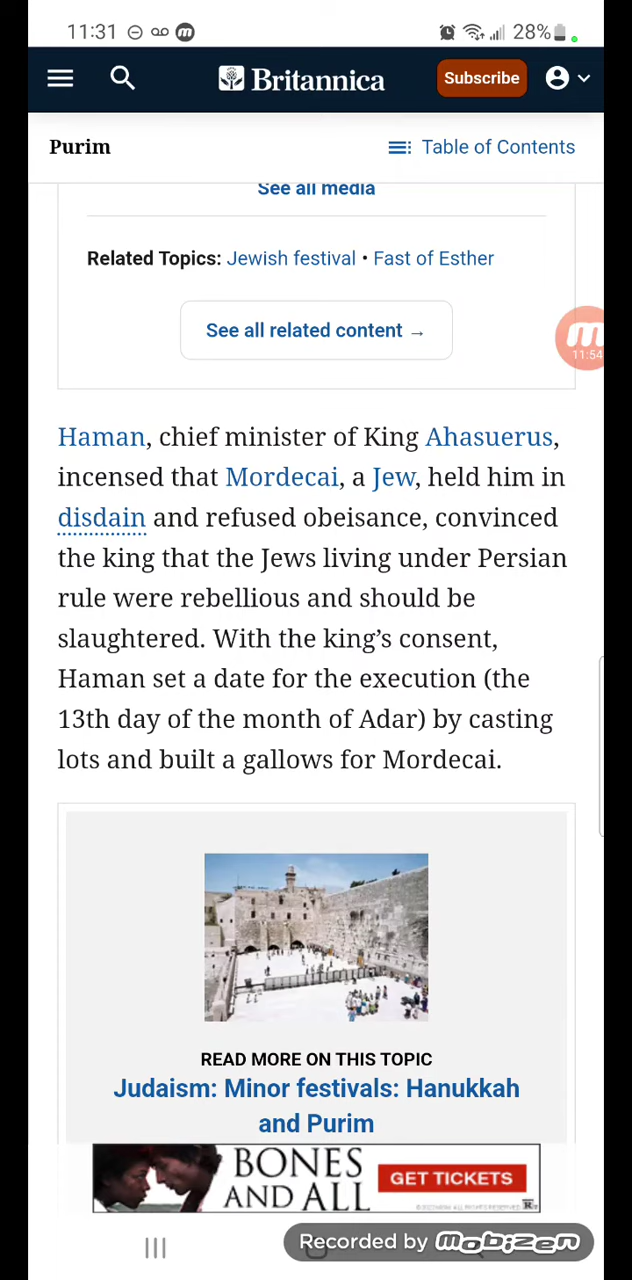 11:31
28%
Britannica
Subscribe
Purim
Table of Contents
See all media
Related Topics: Jewish festival • Fast of Esther
See all related content →
11:54
Haman, chief minister of King Ahasuerus,
incensed that Mordecai, a Jew, held him in
disdain and refused obeisance, convinced
the king that the Jews living under Persian
rule were rebellious and should be
slaughtered. With the king’s consent,
Haman set a date for the execution (the
13th day of the month of Adar) by casting
lots and built a gallows for Mordecai.
READ MORE ON THIS TOPIC
Judaism: Minor festivals: Hanukkah
and Purim
BONES
AND ALL
GET TICKETS
Recorded by mobizen